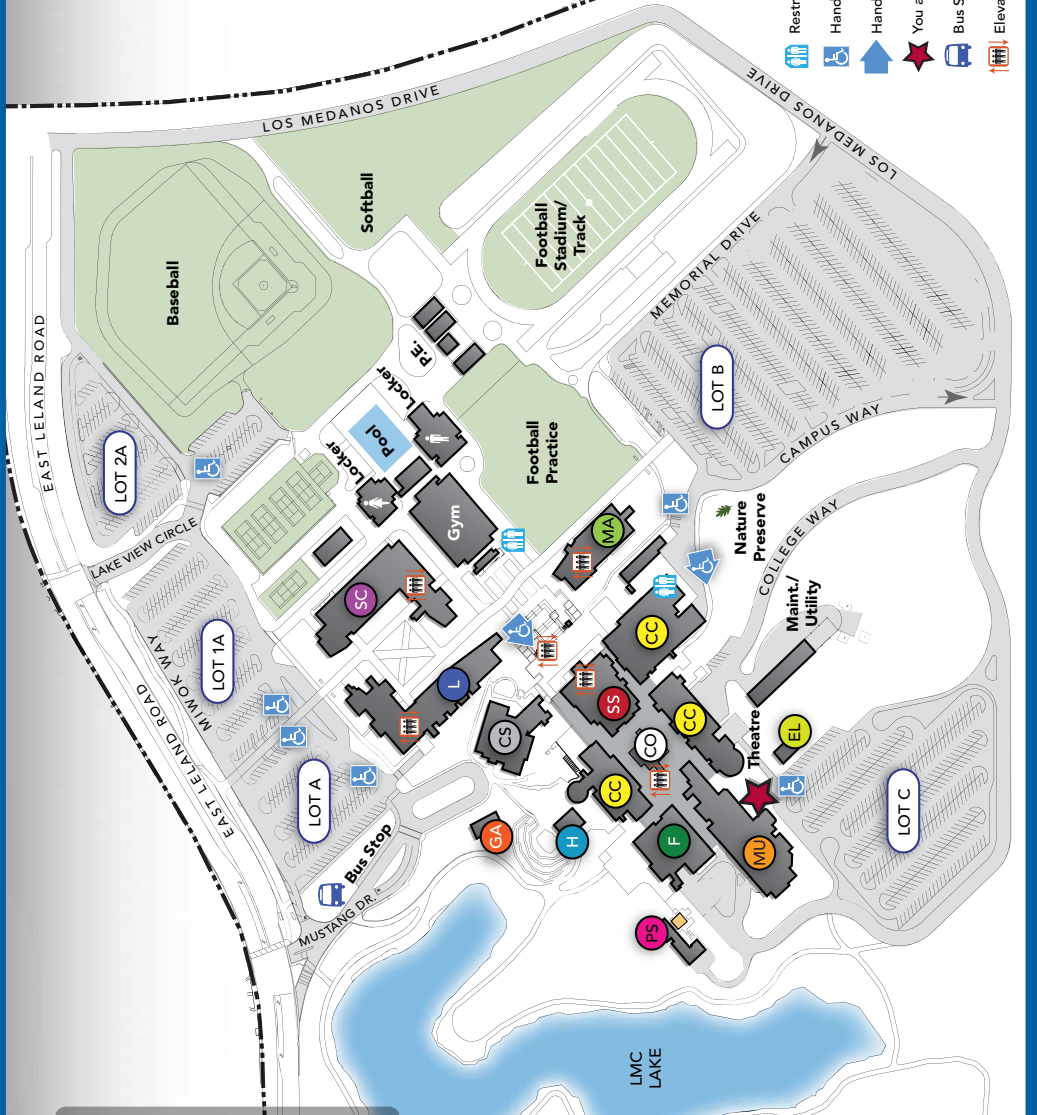 Restr
Hand
Hand
You a
Bus S
Eleva
LOS MEDANOS DRIVE
LOS MEDANOS DRIVE
Baseball
Softball
Football
Stadium/
Track
MEMORIAL DRIVE
EAST LELAND ROAD
P.E.
LOT 2A
Locker
Pool
Locker
Football
Practice
LOT B
CAMPUS WAY
LAKE VIEW CIRCLE
Gym
MA
Nature
Preserve
COLLEGE WAY
Maint./
Utility
LOT 1A
MIWOK WAY
SC
CC
L
SS
CC
CS
CO
Theatre
EL
EAST LELAND ROAD
LOT A
CC
LOT C
Bus Stop
GA
H
F
MU
MUSTANG DR.
PS
LMC
LAKE